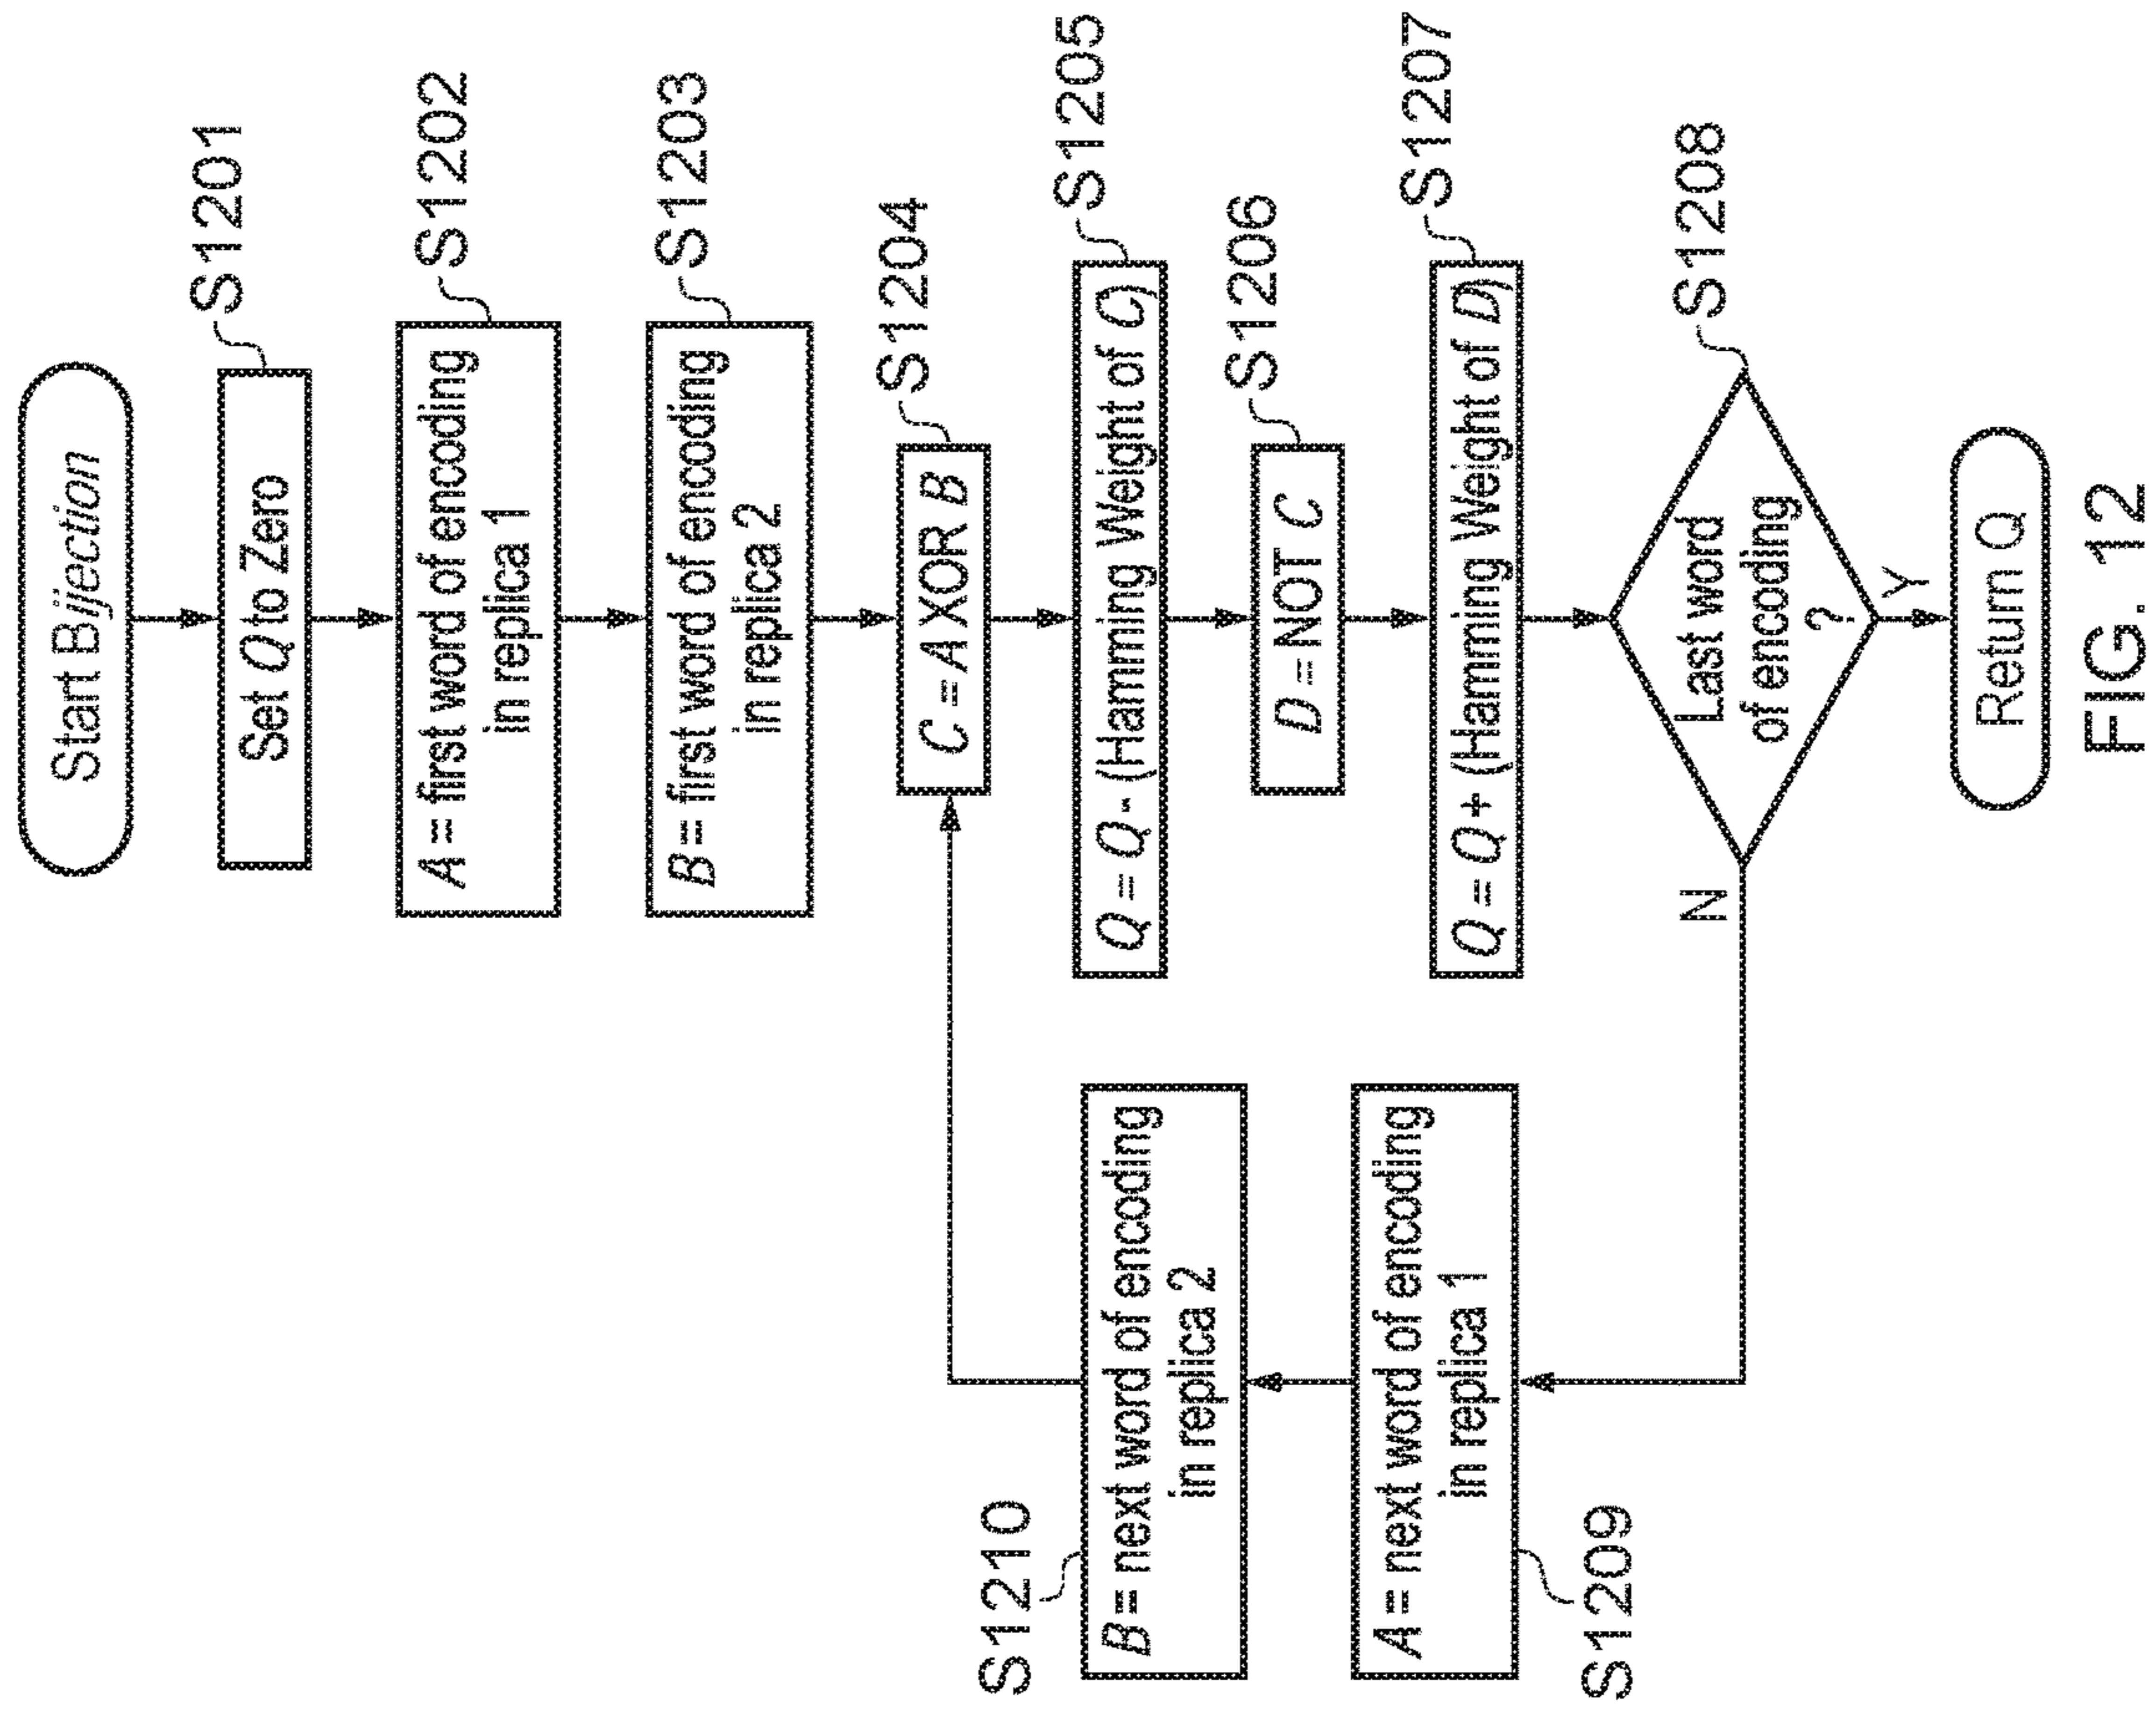 Start Bijection
Set Q to Zero
S1201
A = first word of encoding
in replica 1
S1202
B = first word of encoding
in replica 2
S1203
C = A XOR B
S1204
Q = Q - (Hamming Weight of C)
S1205
D = NOT C
S1206
Q = Q + (Hamming Weight of D)
S1207
Last word
of encoding
?
S1208
N
Y
Return Q
B = next word of encoding
in replica 2
S1210
A = next word of encoding
in replica 1
S1209
FIG. 12